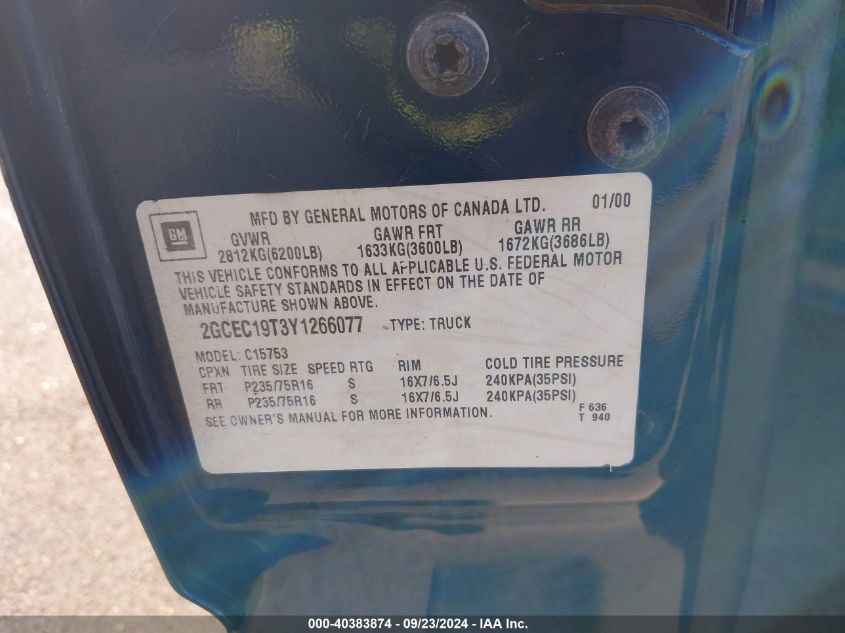 GM
MFD BY GENERAL MOTORS OF CANADA LTD. 01/00
GVWR GAWR FRT GAWR RR
2812KG(6200LB) 1633KG(3600LB) 1672KG(3686LB)
THIS VEHICLE CONFORMS TO ALL APPLICABLE U.S. FEDERAL MOTOR
VEHICLE SAFETY STANDARDS IN EFFECT ON THE DATE OF
MANUFACTURE SHOWN ABOVE.
2GCEC19T3Y1266077 TYPE: TRUCK
MODEL: C15753
CPXN TIRE SIZE SPEED RTG RIM COLD TIRE PRESSURE
FRT P235/75R16 S 16X7/6.5J 240KPA(35PSI)
RR P235/75R16 S 16X7/6.5J 240KPA(35PSI)
SEE OWNER'S MANUAL FOR MORE INFORMATION.
F 636
T 940
000-40383874 - 09/23/2024 - IAA Inc.